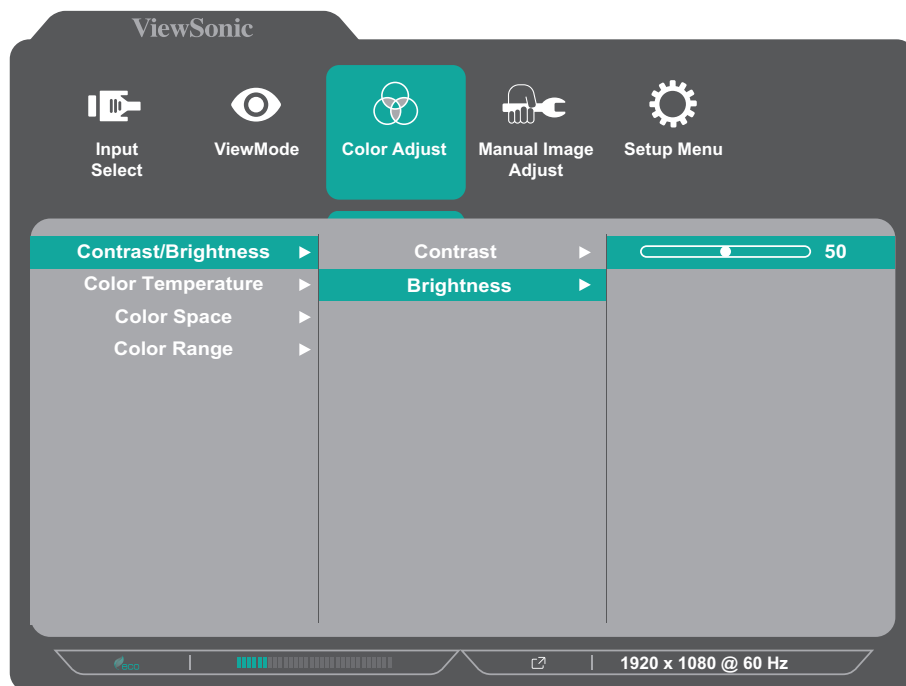 ViewSonic
Input
Select
ViewMode
Color Adjust
Manual Image
Adjust
Setup Menu
Contrast/Brightness
Contrast
50
Color Temperature
Brightness
Color Space
Color Range
eco
1920 x 1080 @ 60 Hz